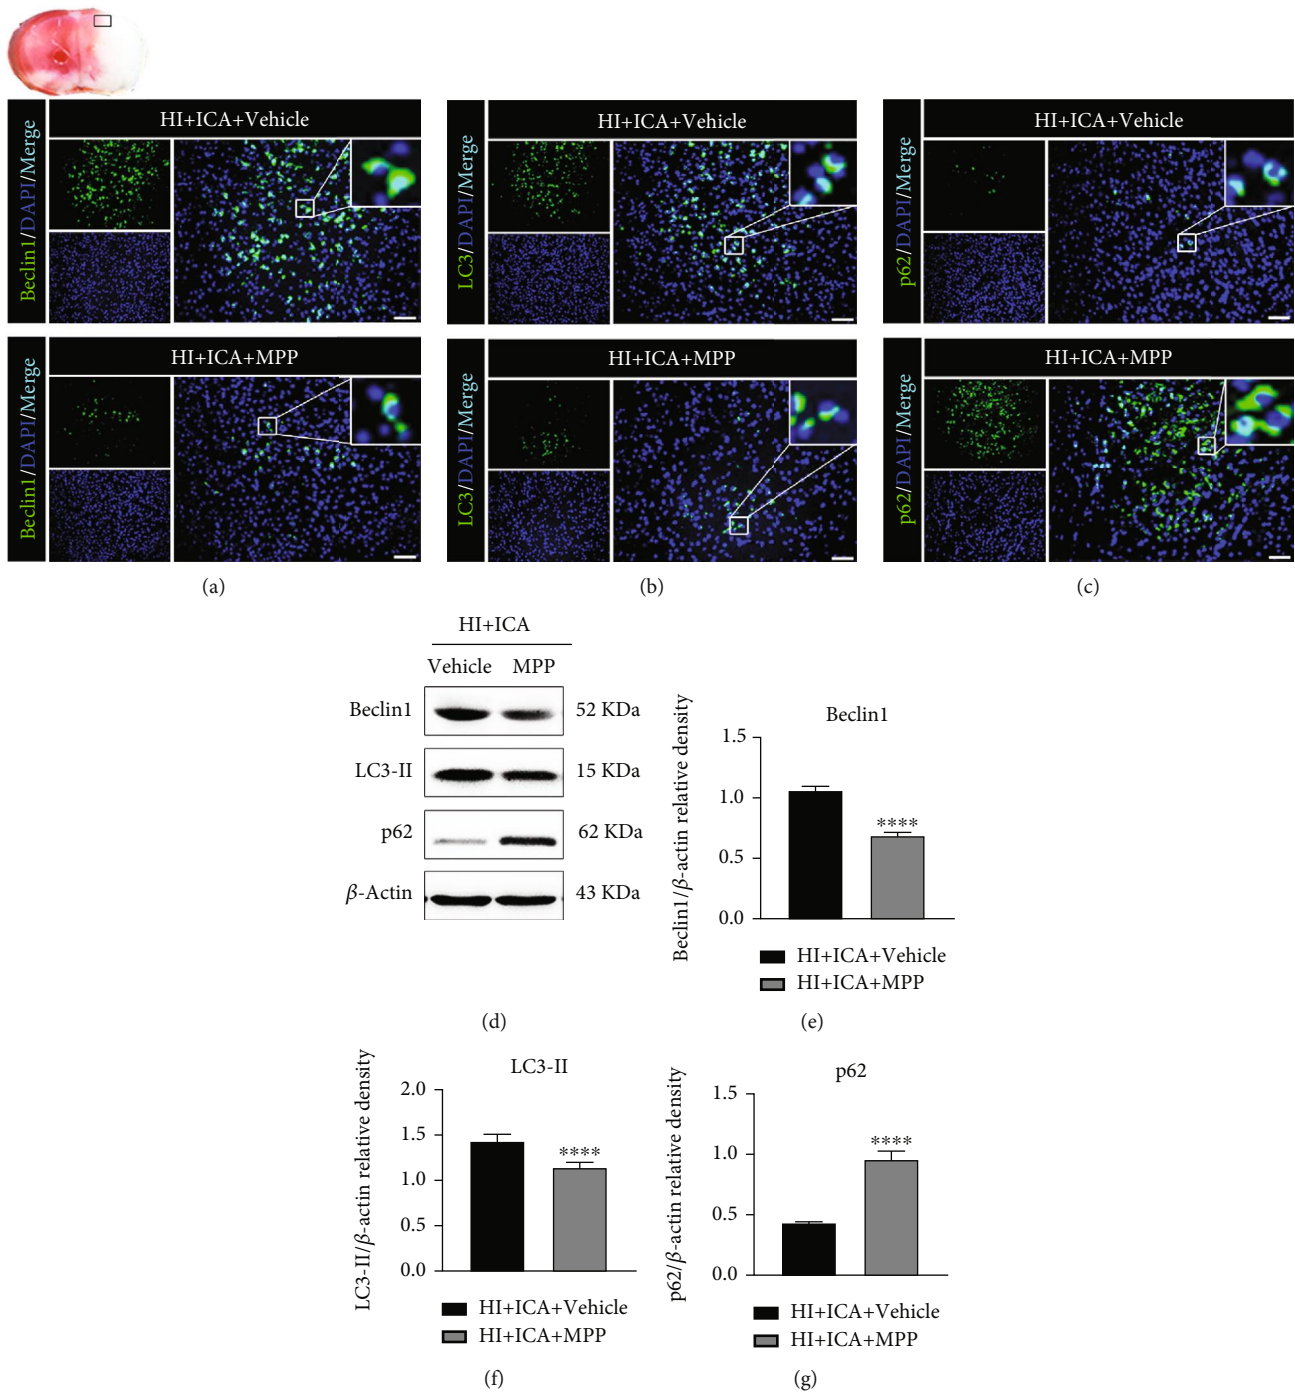 HI+ICA+Vehicle
Beclin1/DAPI/Merge
HI+ICA+MPP
Beclin1/DAPI/Merge
(a)
HI+ICA+Vehicle
LC3/DAPI/Merge
HI+ICA+MPP
LC3/DAPI/Merge
(b)
HI+ICA+Vehicle
p62/DAPI/Merge
HI+ICA+MPP
p62/DAPI/Merge
(c)
HI+ICA
Vehicle MPP
Beclin1 52 KDa
LC3-II 15 KDa
p62 62 KDa
β-Actin 43 KDa
(d)
Beclin1
Beclin1/β-actin relative density
1.5
1.0
0.5
0.0
****
HI+ICA+Vehicle
HI+ICA+MPP
(e)
LC3-II
LC3-II/β-actin relative density
2.0
1.5
1.0
0.5
0.0
****
HI+ICA+Vehicle
HI+ICA+MPP
(f)
p62
p62/β-actin relative density
1.5
1.0
0.5
0.0
****
HI+ICA+Vehicle
HI+ICA+MPP
(g)